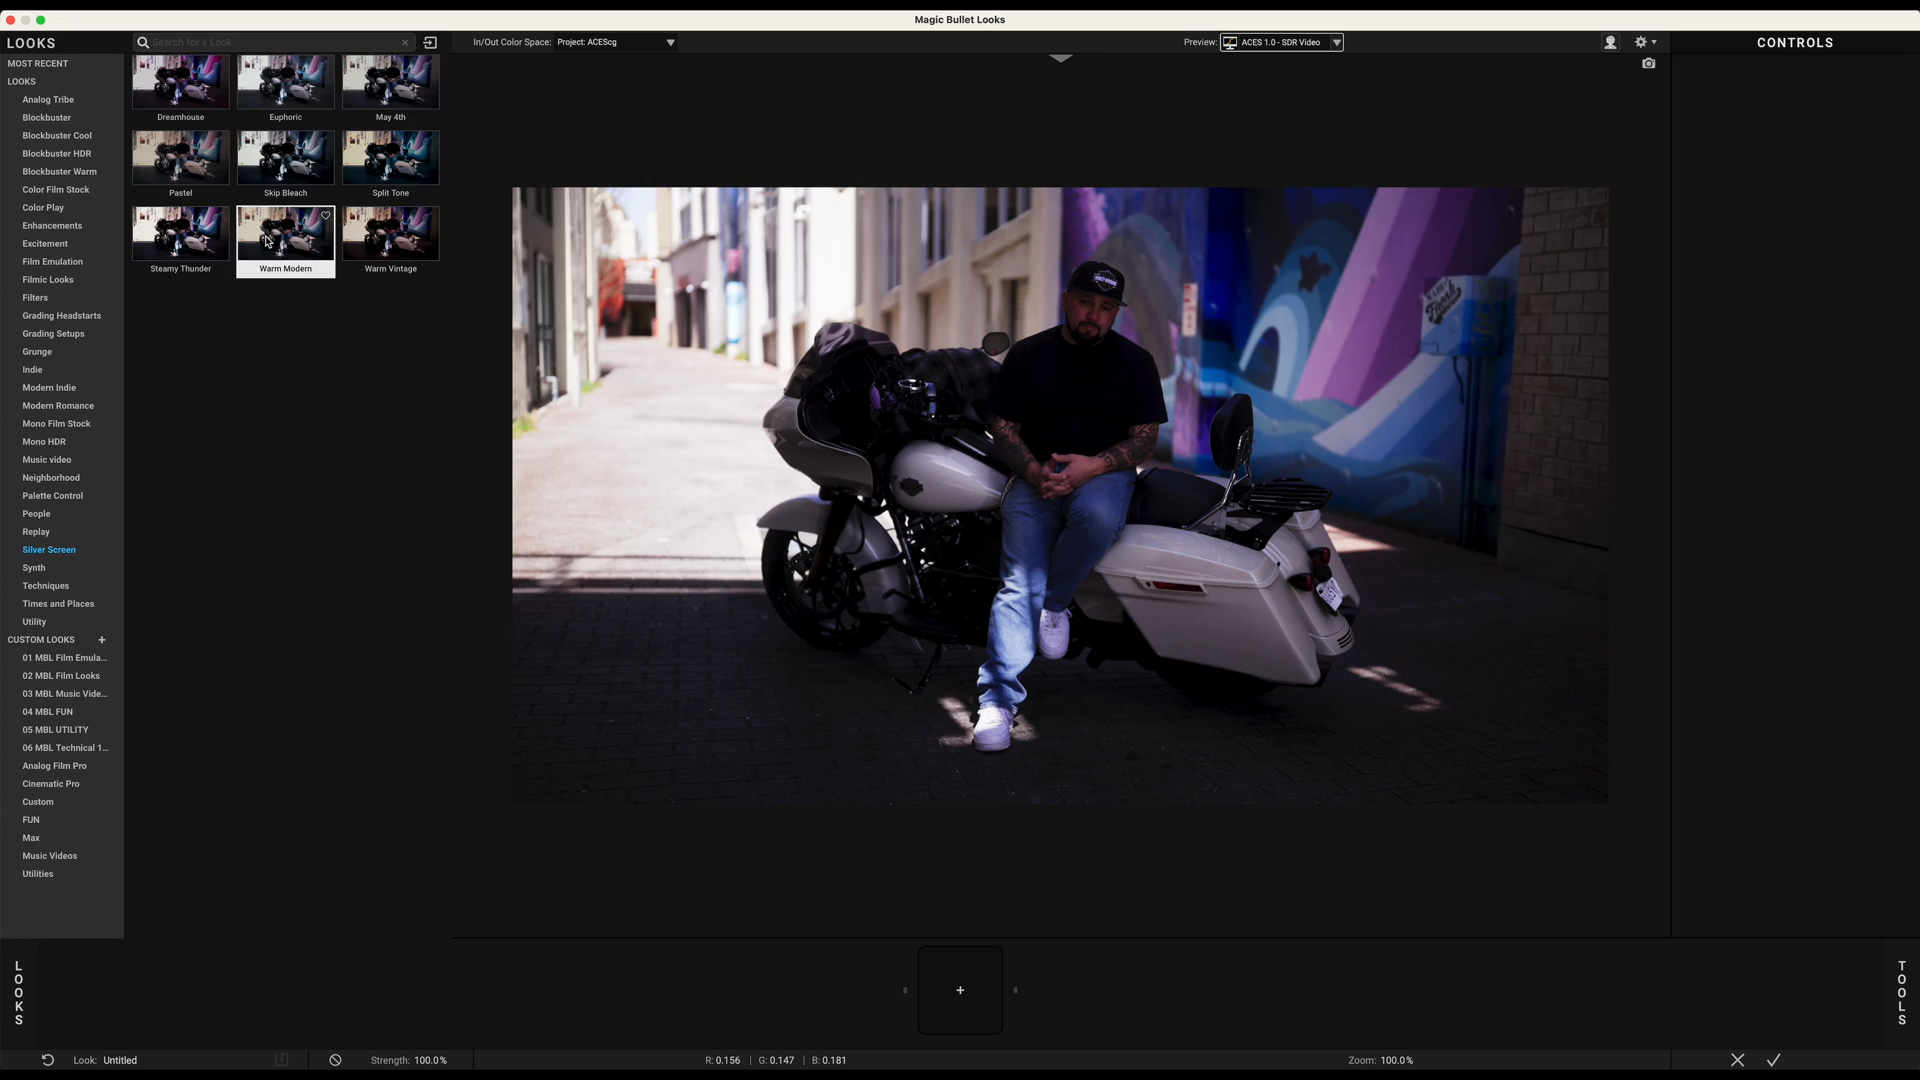 Magic Bullet Looks
LOOKS
Search for a Look
In/Out Color Space: Project: ACEScg
Preview: ACES 1.0 - SDR Video
CONTROLS
MOST RECENT
LOOKS
Analog Tribe
Blockbuster
Blockbuster Cool
Blockbuster HDR
Blockbuster Warm
Color Film Stock
Color Play
Enhancements
Excitement
Film Emulation
Filmic Looks
Filters
Grading Headstarts
Grading Setups
Grunge
Indie
Modern Indie
Modern Romance
Mono Film Stock
Mono HDR
Music video
Neighborhood
Palette Control
People
Replay
Silver Screen
Synth
Techniques
Times and Places
Utility
CUSTOM LOOKS +
01 MBL Film Emula...
02 MBL Film Looks
03 MBL Music Vide...
04 MBL FUN
05 MBL UTILITY
06 MBL Technical 1...
Analog Film Pro
Cinematic Pro
Custom
FUN
Max
Music Videos
Utilities
Dreamhouse Euphoric May 4th
Pastel Skip Bleach Split Tone
Steamy Thunder Warm Modern Warm Vintage
+
LOOKS
TOOLS
Look: Untitled
Strength: 100.0%
R: 0.156 | G: 0.147 | B: 0.181
Zoom: 100.0%